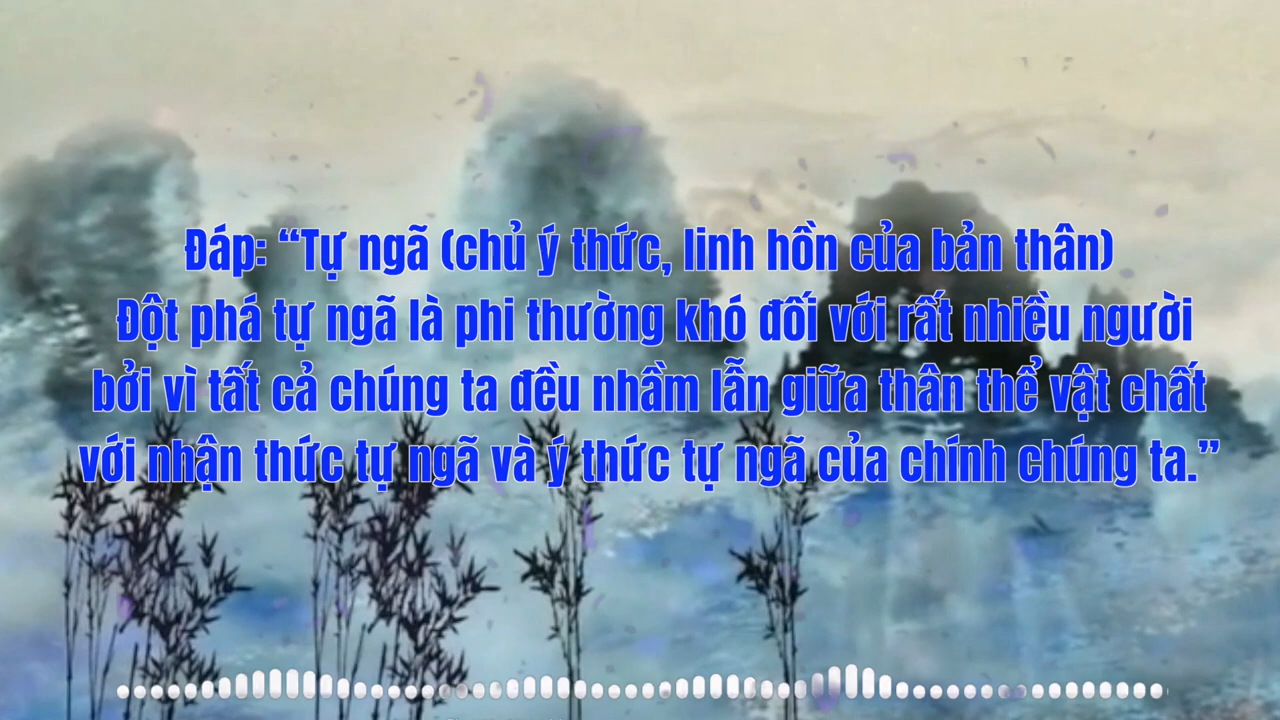 Đáp: “Tự ngã (chủ ý thức, linh hồn của bản thân)
Đột phá tự ngã là phi thường khó đối với rất nhiều người
bởi vì tất cả chúng ta đều nhầm lẫn giữa thân thể vật chất
với nhận thức tự ngã và ý thức tự ngã của chính chúng ta.”